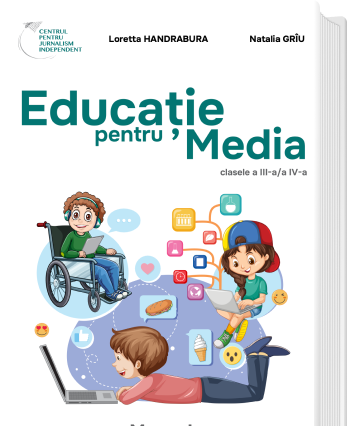 CENTRUL
PENTRU
JURNALISM
INDEPENDENT
Loretta HANDRABURA
Natalia GRÎU
Educație
pentru
Media
clasele a III-a/a IV-a